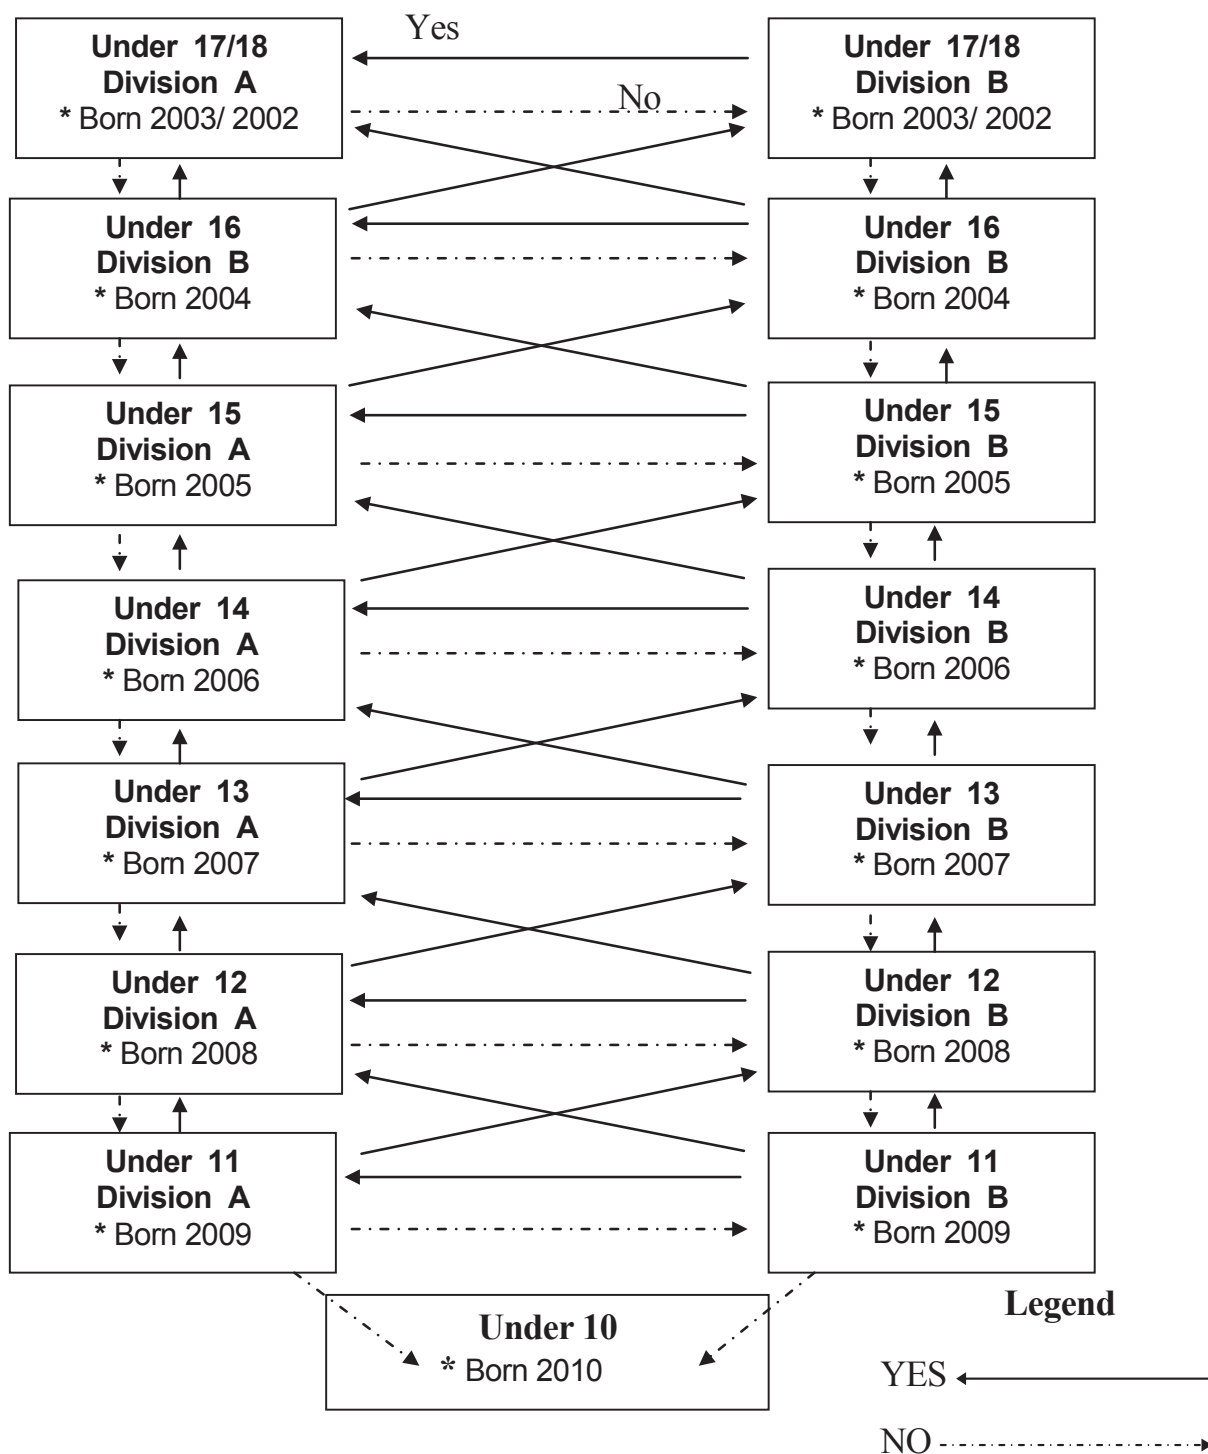 Yes
Under 17/18
Division A
* Born 2003/ 2002
Under 17/18
Division B
* Born 2003/ 2002
No
Under 16
Division B
* Born 2004
Under 16
Division B
* Born 2004
Under 15
Division A
* Born 2005
Under 15
Division B
* Born 2005
Under 14
Division A
* Born 2006
Under 14
Division B
* Born 2006
Under 13
Division A
* Born 2007
Under 13
Division B
* Born 2007
Under 12
Division A
* Born 2008
Under 12
Division B
* Born 2008
Under 11
Division A
* Born 2009
Under 11
Division B
* Born 2009
Under 10
* Born 2010
Legend
YES
NO